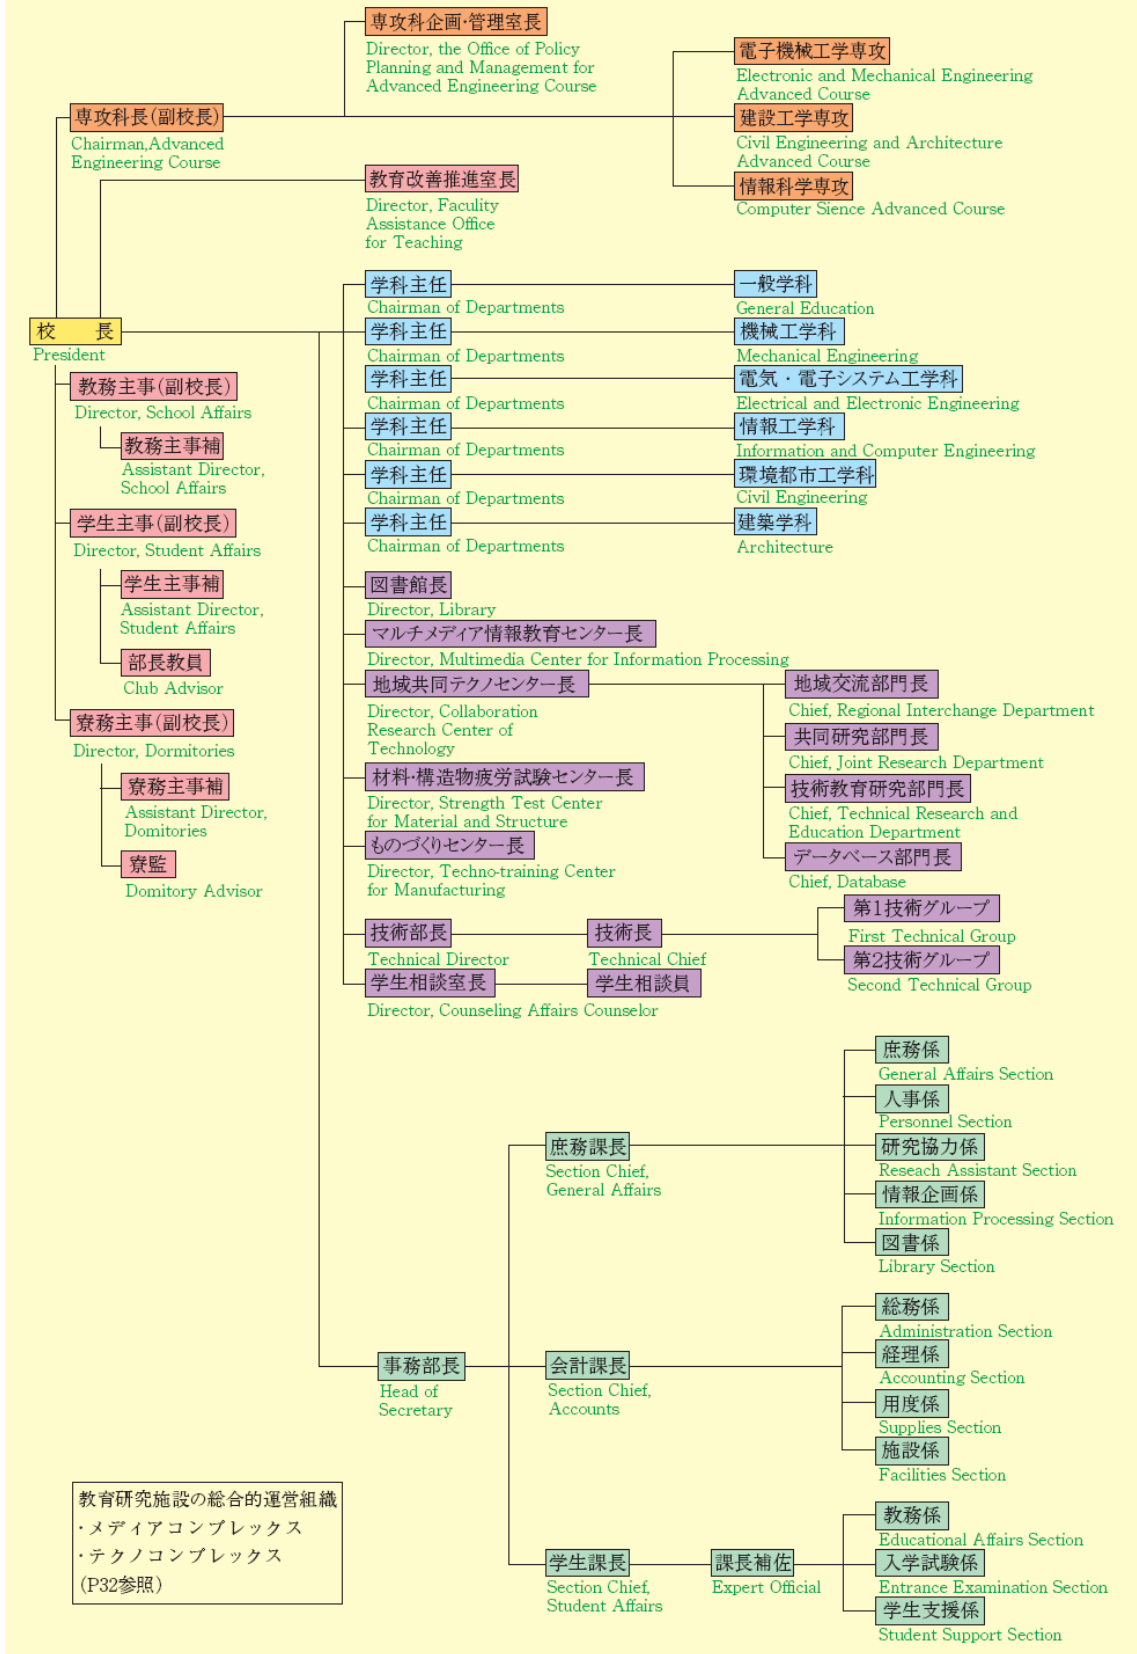 専攻科企画・管理室長
Director, the Office of Policy
Planning and Management for
Advanced Engineering Course
電子機械工学専攻
Electronic and Mechanical Engineering
Advanced Course
専攻科長(副校長)
Chairman,Advanced
Engineering Course
建設工学専攻
Civil Engineering and Architecture
Advanced Course
情報科学専攻
Computer Sience Advanced Course
教育改善推進室長
Director, Faculity
Assistance Office
for Teaching
学科主任
Chairman of Departments
一般学科
General Education
校 長
President
学科主任
Chairman of Departments
機械工学科
Mechanical Engineering
学科主任
Chairman of Departments
電気・電子システム工学科
Electrical and Electronic Engineering
学科主任
Chairman of Departments
情報工学科
Information and Computer Engineering
学科主任
Chairman of Departments
環境都市工学科
Civil Engineering
学科主任
Chairman of Departments
建築学科
Architecture
教務主事(副校長)
Director, School Affairs
教務主事補
Assistant Director,
School Affairs
学生主事(副校長)
Director, Student Affairs
学生主事補
Assistant Director,
Student Affairs
部長教員
Club Advisor
寮務主事(副校長)
Director, Dormitories
寮務主事補
Assistant Director,
Domitories
寮監
Domitory Advisor
図書館長
Director, Library
マルチメディア情報教育センター長
Director, Multimedia Center for Information Processing
地域共同テクノセンター長
Director, Collaboration
Research Center of
Technology
地域交流部門長
Chief, Regional Interchange Department
共同研究部門長
Chief, Joint Research Department
技術教育研究部門長
Chief, Technical Research and
Education Department
データベース部門長
Chief, Database
材料・構造物疲労試験センター長
Director, Strength Test Center
for Material and Structure
ものづくりセンター長
Director, Techno-training Center
for Manufacturing
技術部長
Technical Director
技術長
Technical Chief
第1技術グループ
First Technical Group
第2技術グループ
Second Technical Group
学生相談室長
学生相談員
Director, Counseling Affairs Counselor
庶務課長
Section Chief,
General Affairs
庶務係
General Affairs Section
人事係
Personnel Section
研究協力係
Reseach Assistant Section
情報企画係
Information Processing Section
図書係
Library Section
事務部長
Head of
Secretary
会計課長
Section Chief,
Accounts
総務係
Administration Section
経理係
Accounting Section
用度係
Supplies Section
施設係
Facilities Section
学生課長
Section Chief,
Student Affairs
課長補佐
Expert Official
教務係
Educational Affairs Section
入学試験係
Entrance Examination Section
学生支援係
Student Support Section
教育研究施設の総合的運営組織
・メディアコンプレックス
・テクノコンプレックス
(P32参照)